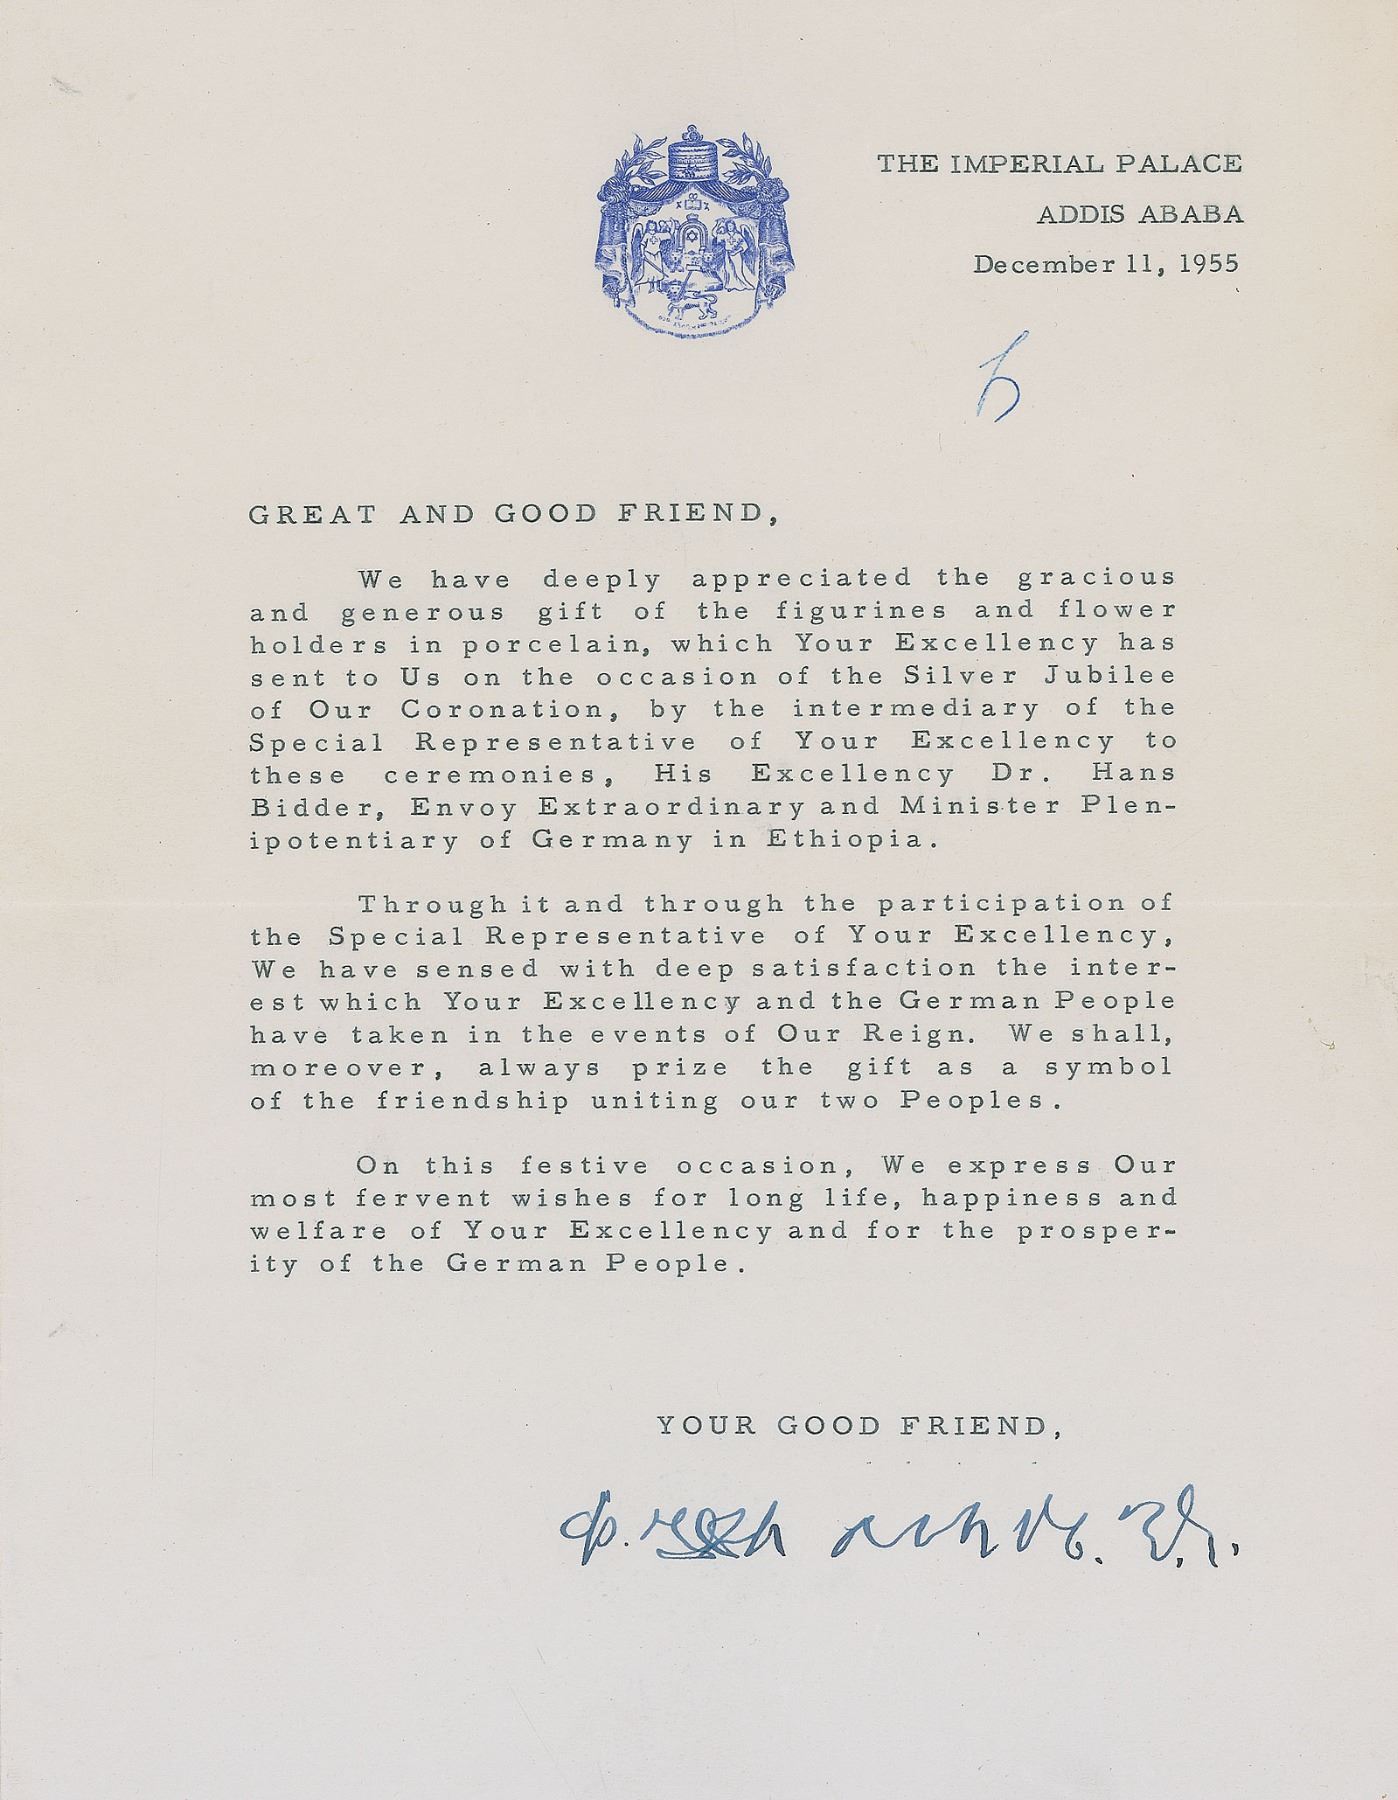 THE IMPERIAL PALACE
ADDIS ABABA
December 11, 1955
GREAT AND GOOD FRIEND,
We have deeply appreciated the gracious
and generous gift of the figurines and flower
holders in porcelain, which Your Excellency has
sent to Us on the occasion of the Silver Jubilee
of Our Coronation, by the intermediary of the
Special Representative of Your Excellency to
these ceremonies, His Excellency Dr. Hans
Bidder, Envoy Extraordinary and Minister Plen-
ipotentiary of Germany in Ethiopia.
Through it and through the participation of
the Special Representative of Your Excellency,
We have sensed with deep satisfaction the inter-
est which Your Excellency and the German People
have taken in the events of Our Reign. We shall,
moreover, always prize the gift as a symbol
of the friendship uniting our two Peoples.
On this festive occasion, We express Our
most fervent wishes for long life, happiness and
welfare of Your Excellency and for the prosper-
ity of the German People.
YOUR GOOD FRIEND,